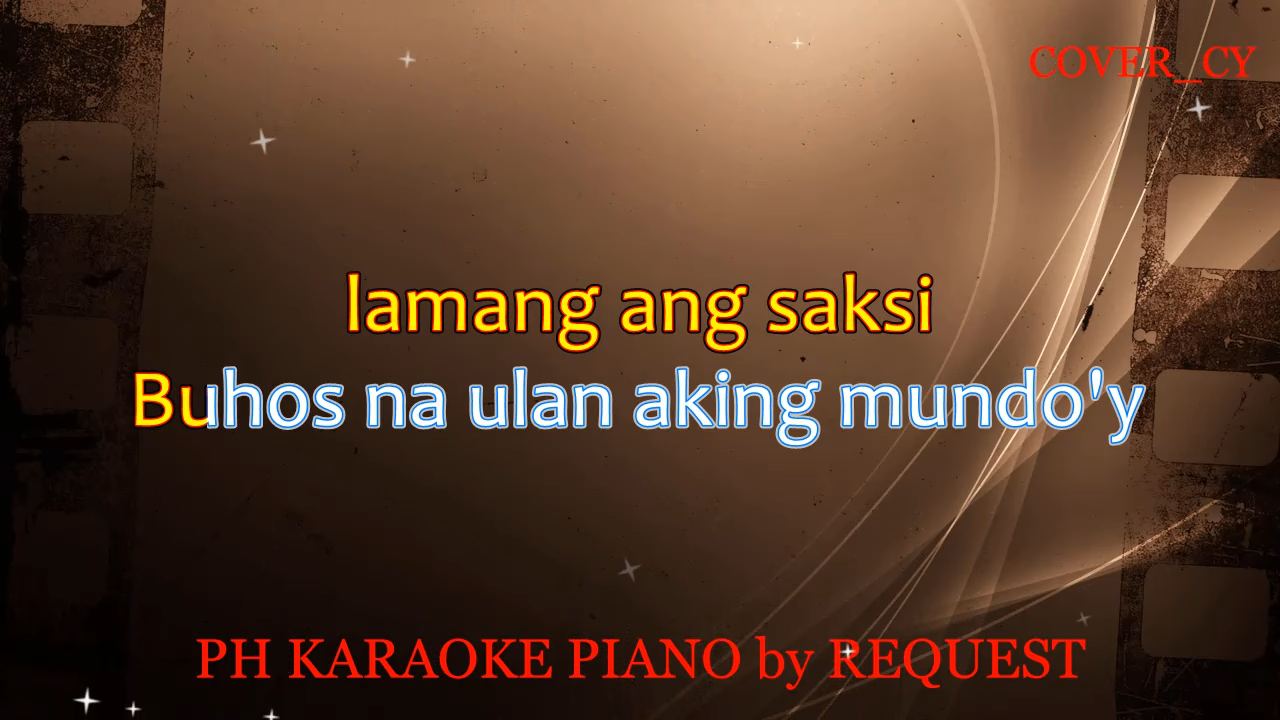 COVER_CY
lamang ang saksi
Buhos na ulan aking mundo'y
PH KARAOKE PIANO by REQUEST